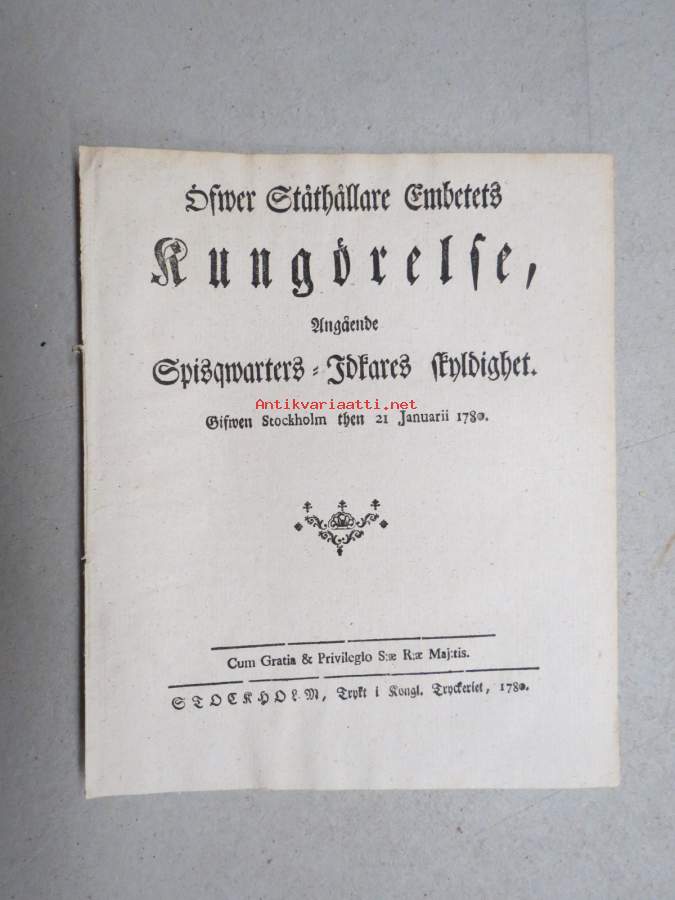 Öfwer Ståthållare Embetets
Kungörelse,
Angående
Spisqwarters-Idkares skyldighet.
Antikvariaatti.net
Gifwen Stockholm then 21 Januarii 1780.
Cum Gratia & Privilegio S:æ R:æ Maj:tis.
STOCKHOLM, Trykt i Kongl. Tryckeriet, 1780.